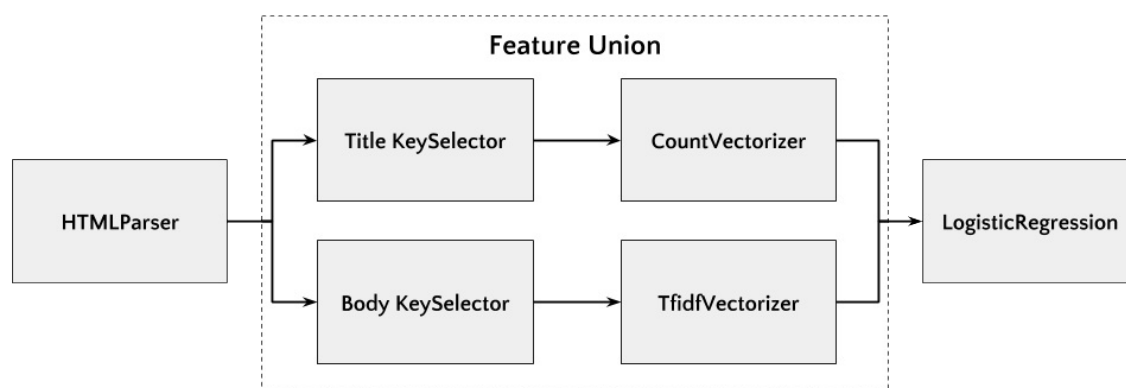 Feature Union
Title KeySelector
CountVectorizer
HTMLParser
LogisticRegression
Body KeySelector
TfidfVectorizer